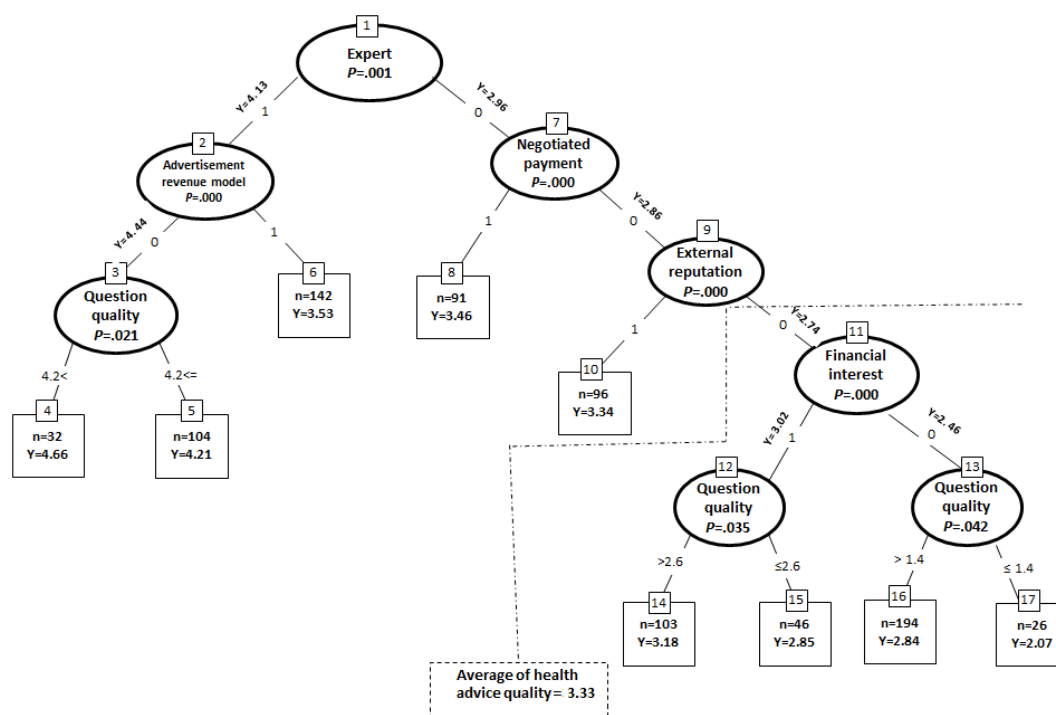 1
Expert
P=.001
Y=4.13
1
Y=2.96
0
2
Advertisement
revenue model
P=.000
7
Negotiated
payment
P=.000
Y=4.44
0
1
1
Y=2.86
0
3
Question
quality
P=.021
6
n=142
Y=3.53
8
n=91
Y=3.46
9
External
reputation
P=.000
4.2<
4.2<=
1
Y=2.74
0
4
n=32
Y=4.66
5
n=104
Y=4.21
10
n=96
Y=3.34
11
Financial
interest
P=.000
Y=3.02
1
Y=2.46
0
12
Question
quality
P=.035
13
Question
quality
P=.042
>2.6
≤2.6
> 1.4
≤ 1.4
14
n=103
Y=3.18
15
n=46
Y=2.85
16
n=194
Y=2.84
17
n=26
Y=2.07
Average of health
advice quality= 3.33